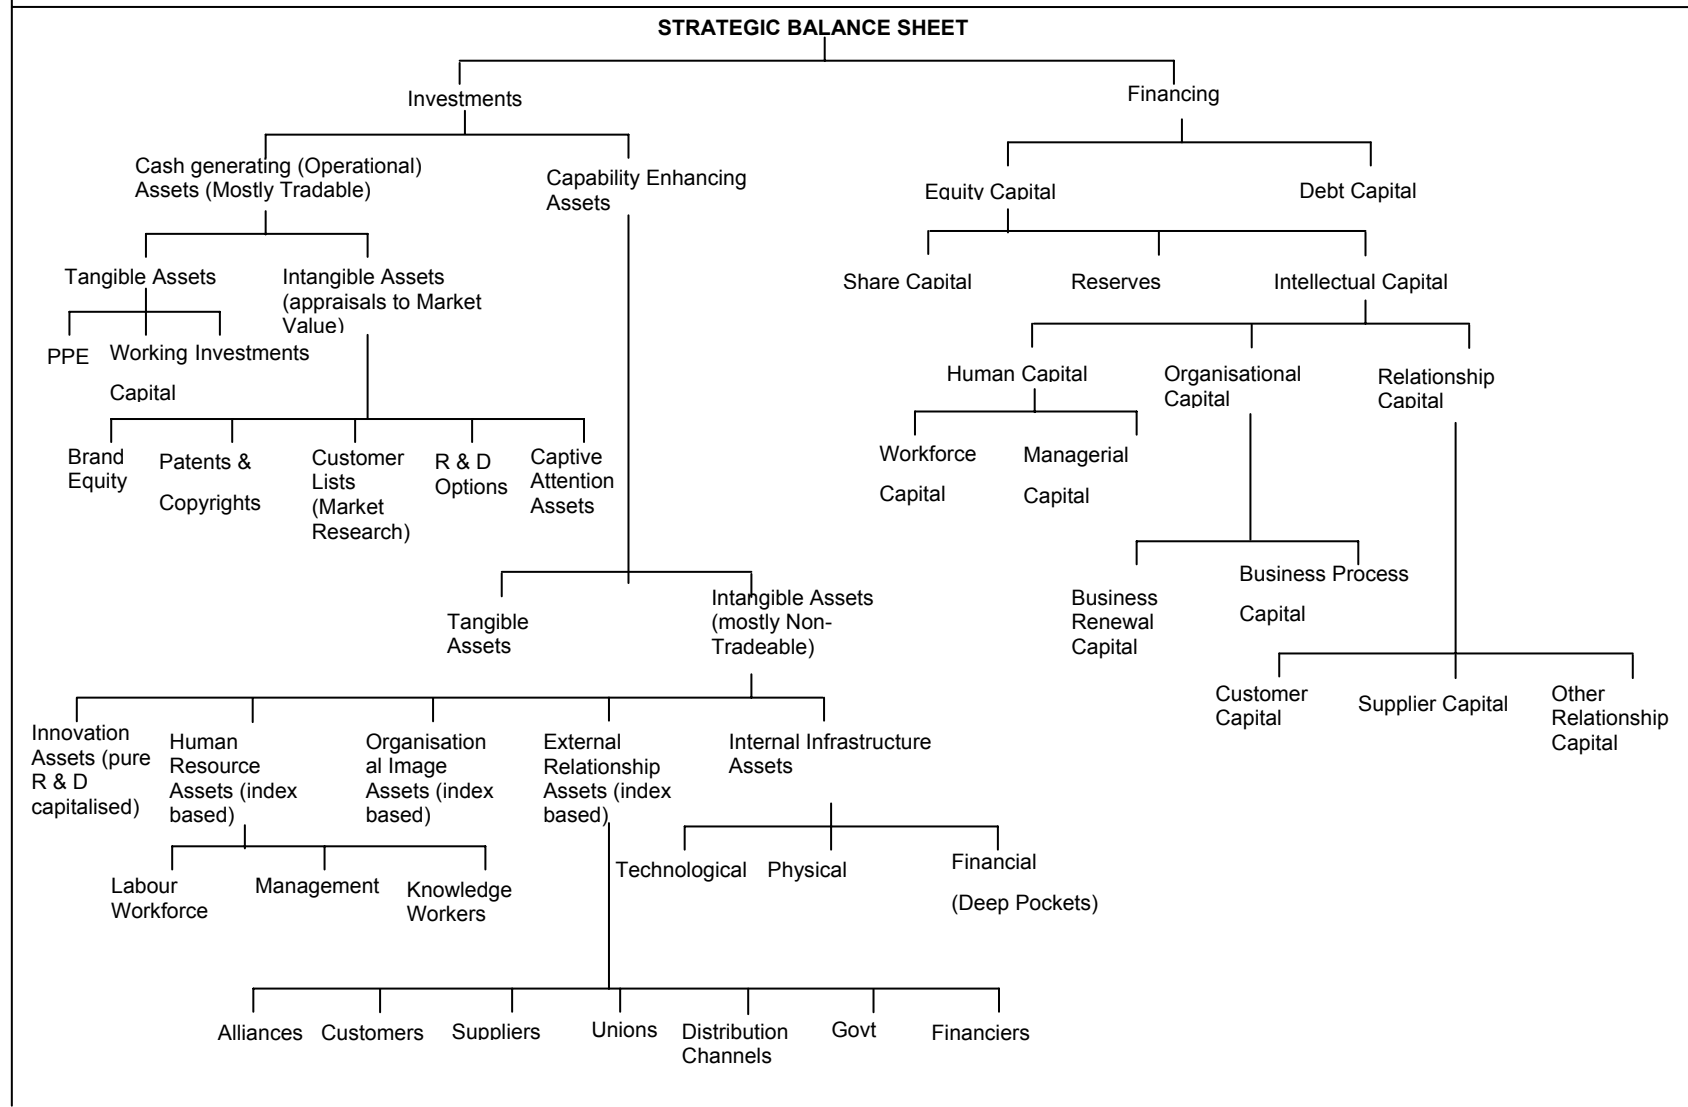 STRATEGIC BALANCE SHEET
Investments
Financing
Cash generating (Operational)
Assets (Mostly Tradable)
Capability Enhancing
Assets
Equity Capital
Debt Capital
Tangible Assets
Intangible Assets
(appraisals to Market
Value)
Share Capital
Reserves
Intellectual Capital
PPE
Working Investments
Capital
Human Capital
Organisational
Capital
Relationship
Capital
Brand
Equity
Patents &
Copyrights
Customer
Lists
(Market
Research)
R & D
Options
Captive
Attention
Assets
Workforce
Capital
Managerial
Capital
Tangible
Assets
Intangible Assets
(mostly Non-
Tradeable)
Business
Renewal
Capital
Business Process
Capital
Customer
Capital
Supplier Capital
Other
Relationship
Capital
Innovation
Assets (pure
R & D
capitalised)
Human
Resource
Assets (index
based)
Organisation
al Image
Assets (index
based)
External
Relationship
Assets (index
based)
Internal Infrastructure
Assets
Labour
Workforce
Management
Knowledge
Workers
Technological
Physical
Financial
(Deep Pockets)
Alliances
Customers
Suppliers
Unions
Distribution
Channels
Govt
Financiers